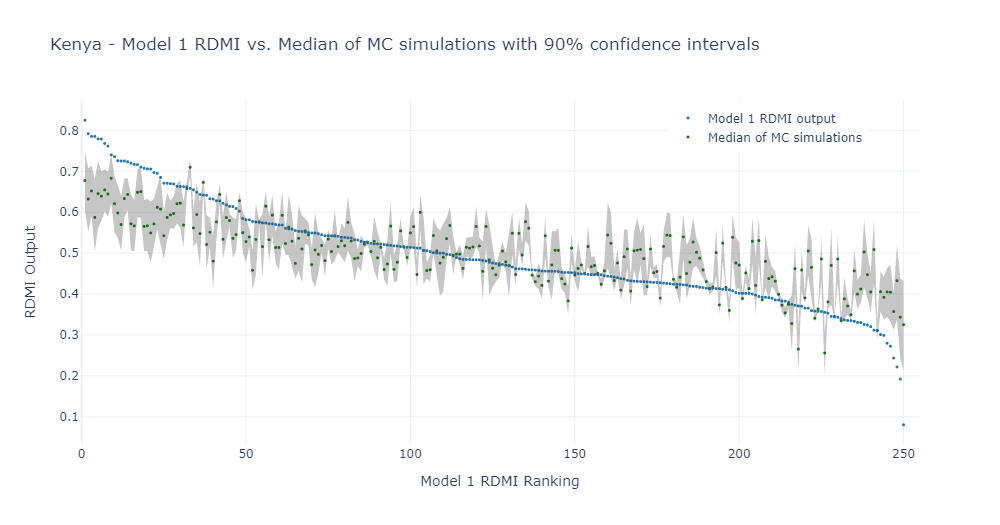 Kenya - Model 1 RDMI vs. Median of MC simulations with 90% confidence intervals
Model 1 RDMI output
Median of MC simulations
RDMI Output
0.8
0.7
0.6
0.5
0.4
0.3
0.2
0.1
0 50 100 150 200 250
Model 1 RDMI Ranking